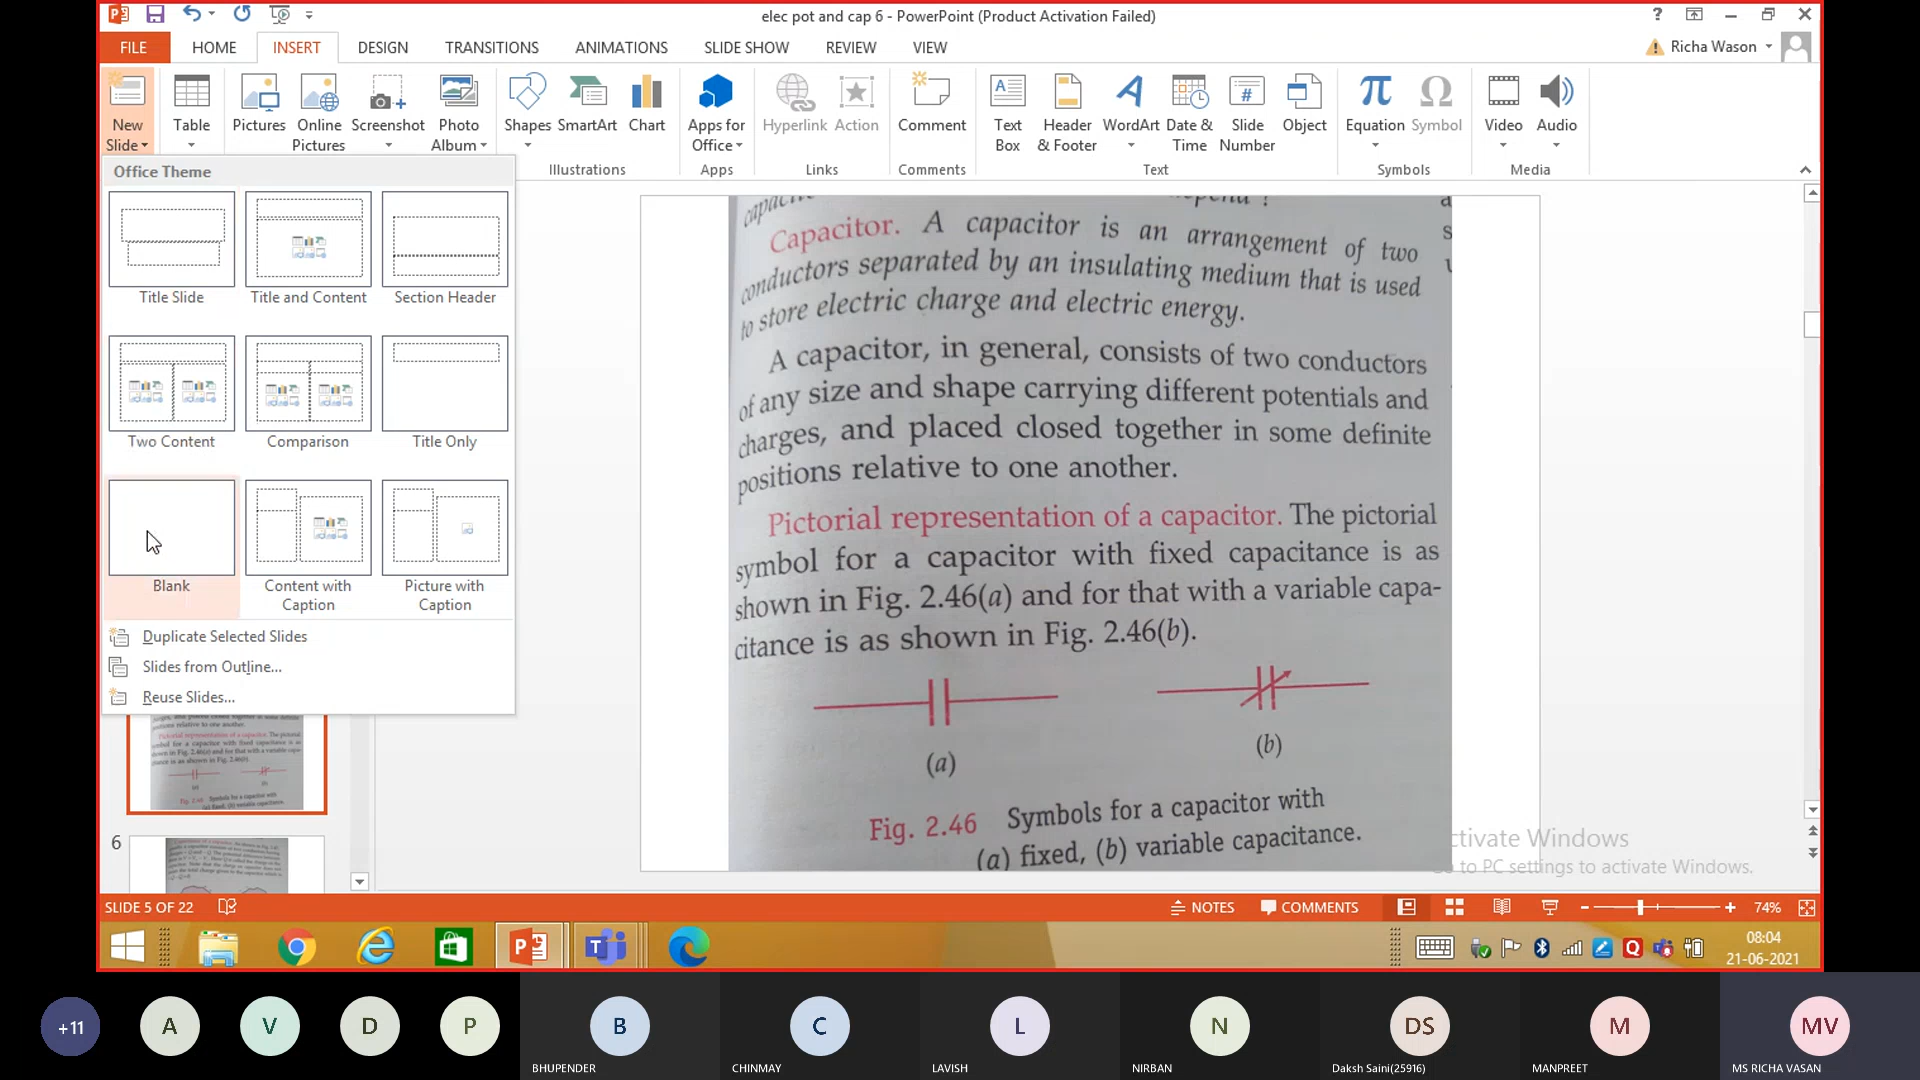 elec pot and cap 6 - PowerPoint (Product Activation Failed)
FILE HOME INSERT DESIGN TRANSITIONS ANIMATIONS SLIDE SHOW REVIEW VIEW
Richa Wason
New Slide
Table
Pictures
Online Pictures
Screenshot
Photo Album
Shapes
SmartArt
Chart
Apps for Office
Hyperlink
Action
Comment
Text Box
Header & Footer
WordArt
Date & Time
Slide Number
Object
Equation
Symbol
Video
Audio
Illustrations
Apps
Links
Comments
Text
Symbols
Media
Office Theme
Title Slide
Title and Content
Section Header
Two Content
Comparison
Title Only
Blank
Content with Caption
Picture with Caption
Duplicate Selected Slides
Slides from Outline...
Reuse Slides...
6
Capacitor. A capacitor is an arrangement of two
conductors separated by an insulating medium that is used
to store electric charge and electric energy.
A capacitor, in general, consists of two conductors
of any size and shape carrying different potentials and
charges, and placed closed together in some definite
positions relative to one another.
Pictorial representation of a capacitor. The pictorial
symbol for a capacitor with fixed capacitance is as
shown in Fig. 2.46(a) and for that with a variable capa-
citance is as shown in Fig. 2.46(b).
(a)
(b)
Fig. 2.46 Symbols for a capacitor with
(a) fixed, (b) variable capacitance.
Activate Windows
to PC settings to activate Windows.
SLIDE 5 OF 22
NOTES
COMMENTS
74%
08:04
21-06-2021
+11
A
V
D
P
B
C
L
N
DS
M
MV
BHUPENDER
CHINMAY
LAVISH
NIRBAN
Daksh Saini(25916)
MANPREET
MS RICHA VASAN